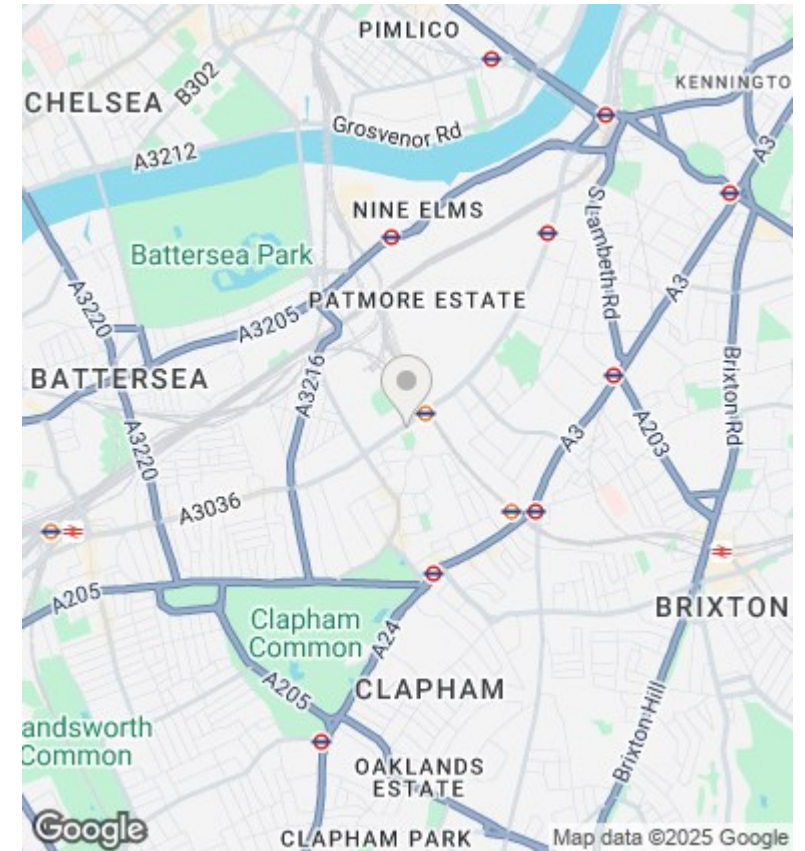 PIMLICO
CHELSEA
B302
KENNINGTO
Grosvenor Rd
A3212
A3
NINE ELMS
S Lambeth Rd
Battersea Park
A3220
A3205
PATMORE ESTATE
A3
BATTERSEA
A3216
Brixton Rd
A3220
A3
A203
A3036
A205
Clapham
Common
A24
BRIXTON
A205
CLAPHAM
andsworth
Common
OAKLANDS
ESTATE
Brixton Hill
Google
CLAPHAM PARK
Map data ©2025 Google